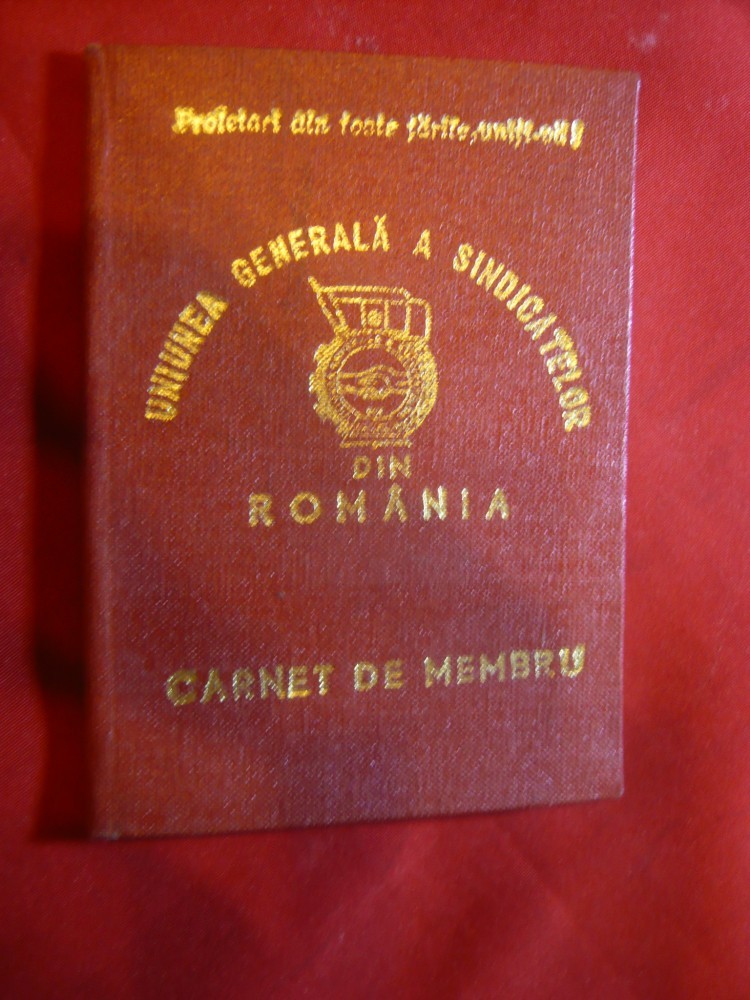 Proletari din toate țările, uniți-vă!
UNIUNEA GENERALĂ A SINDICATELOR
DIN
ROMÂNIA
CARNET DE MEMBRU